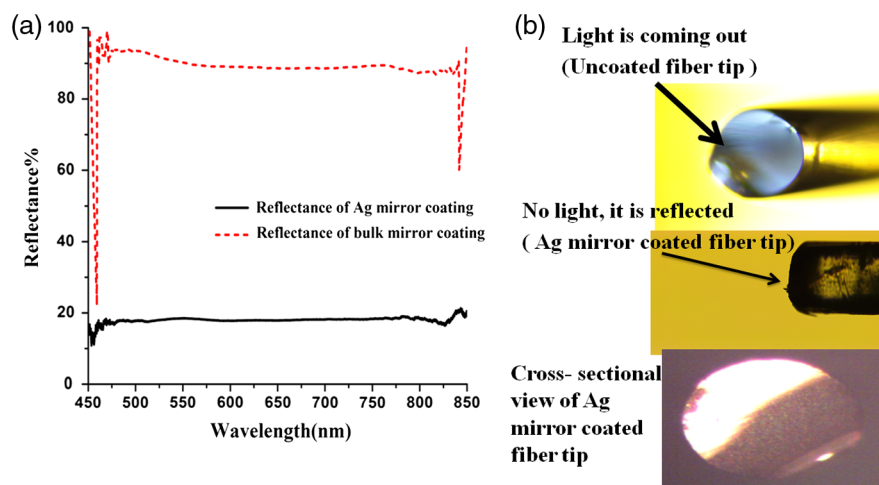 (a)
100
80
60
40
20
0
Reflectance%
Reflectance of Ag mirror coating
Reflectance of bulk mirror coating
450 500 550 600 650 700 750 800 850
Wavelength(nm)
(b)
Light is coming out
(Uncoated fiber tip )
No light, it is reflected
( Ag mirror coated fiber tip)
Cross- sectional
view of Ag
mirror coated
fiber tip